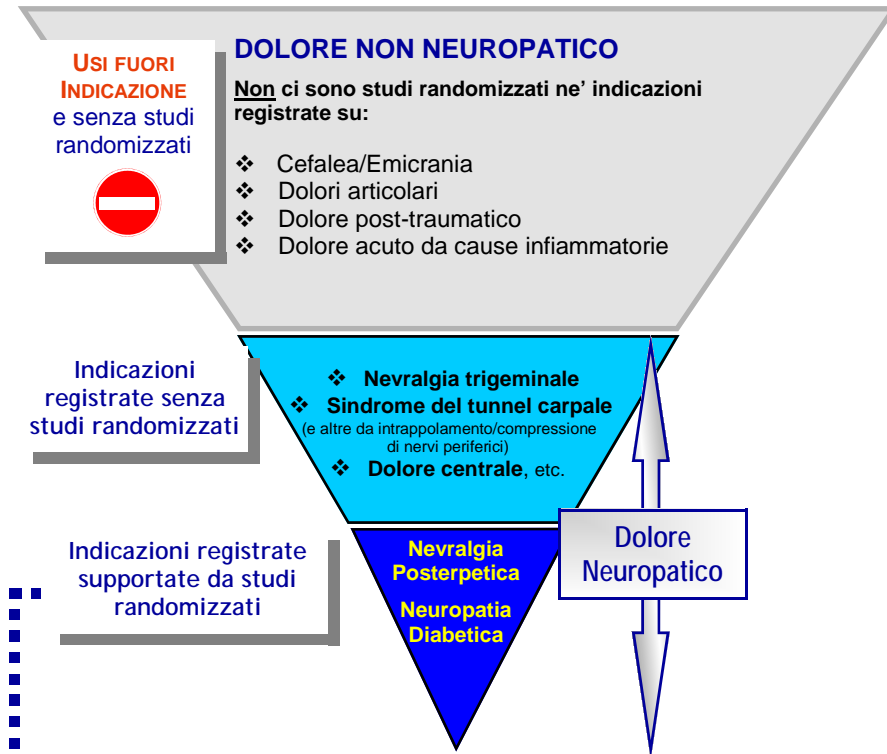 USI FUORI
INDICAZIONE
e senza studi
randomizzati
DOLORE NON NEUROPATICO
Non ci sono studi randomizzati ne' indicazioni
registrate su:
❖ Cefalea/Emicrania
❖ Dolori articolari
❖ Dolore post-traumatico
❖ Dolore acuto da cause infiammatorie
Indicazioni
registrate senza
studi randomizzati
❖ Nevralgia trigeminale
❖ Sindrome del tunnel carpale
(e altre da intrappolamento/compressione
di nervi periferici)
❖ Dolore centrale, etc.
Indicazioni registrate
supportate da studi
randomizzati
Nevralgia
Posterpetica
Neuropatia
Diabetica
Dolore
Neuropatico